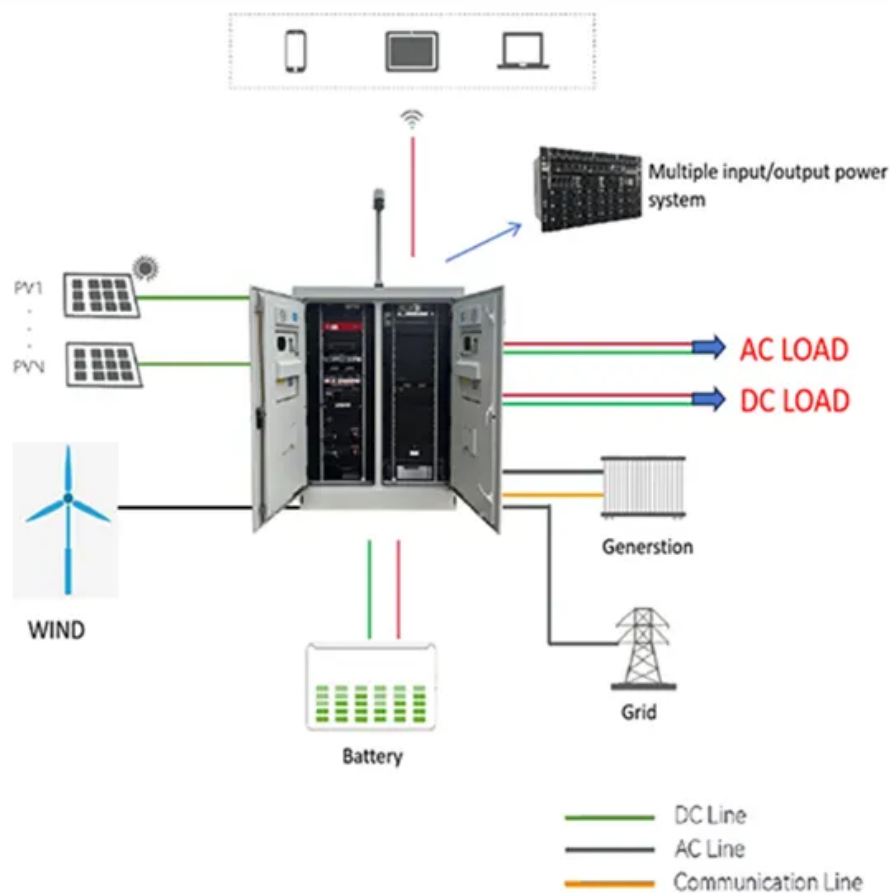 Multiple input/output power
system
PV1
PVN
AC LOAD
DC LOAD
WIND
Generstion
Grid
Battery
DC Line
AC Line
Communication Line